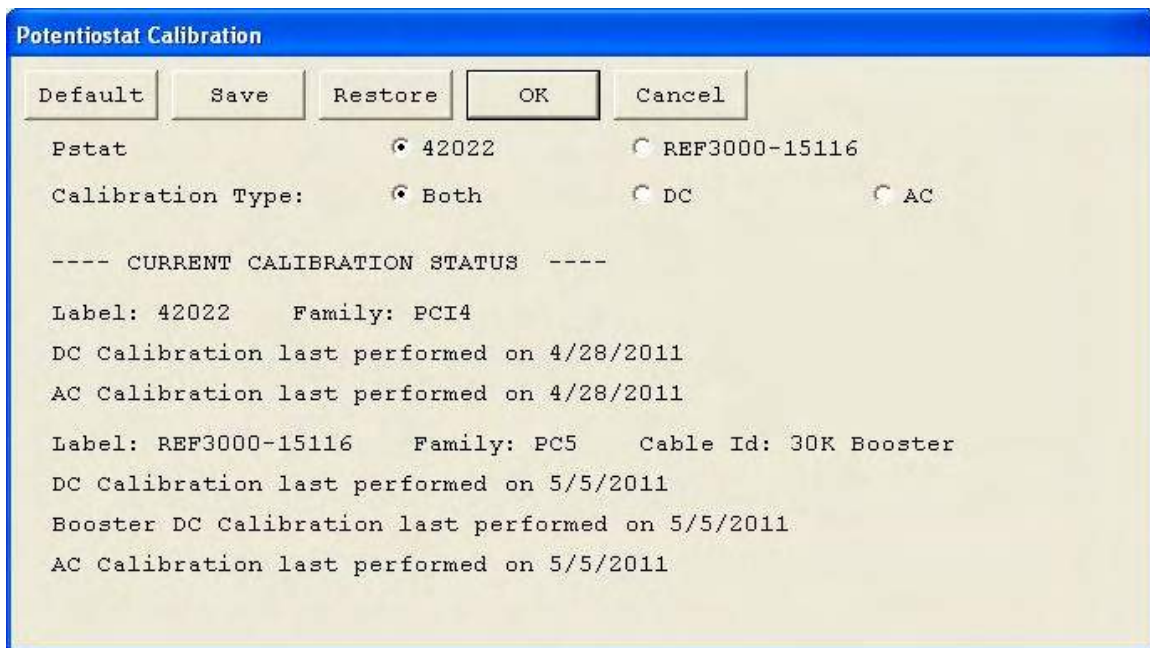 Potentiostat Calibration
Default Save Restore OK Cancel
Pstat 42022 REF3000-15116
Calibration Type: Both DC AC
---- CURRENT CALIBRATION STATUS ----
Label: 42022 Family: PCI4
DC Calibration last performed on 4/28/2011
AC Calibration last performed on 4/28/2011
Label: REF3000-15116 Family: PC5 Cable Id: 30K Booster
DC Calibration last performed on 5/5/2011
Booster DC Calibration last performed on 5/5/2011
AC Calibration last performed on 5/5/2011